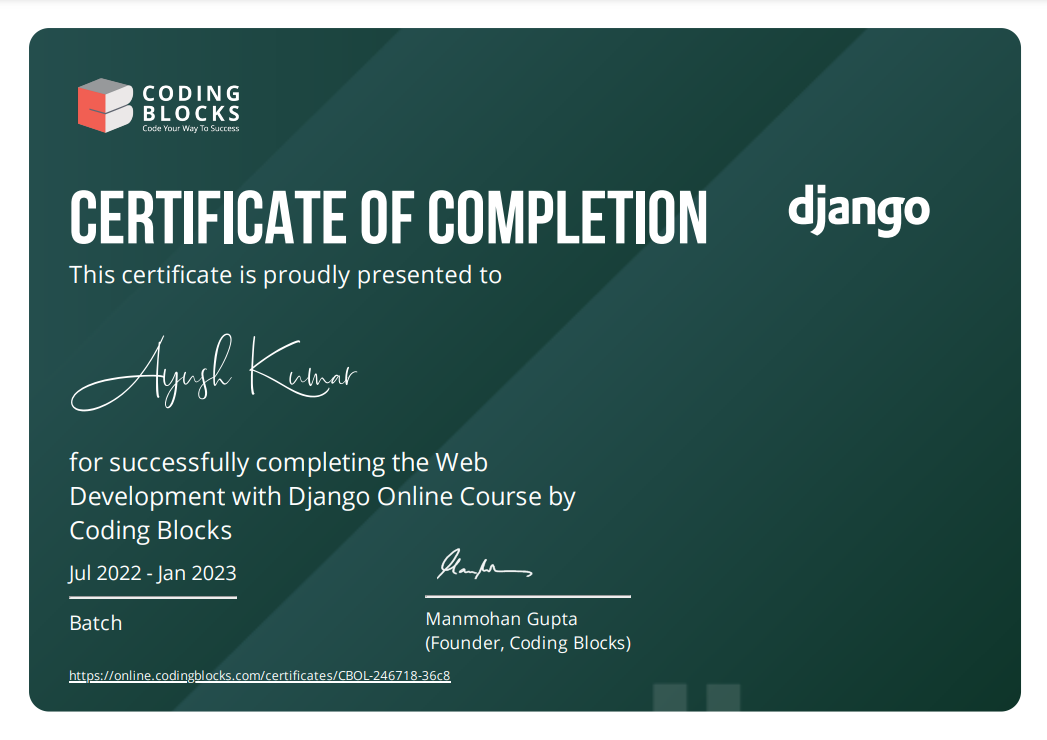 CODING
BLOCKS
Code Your Way To Success
CERTIFICATE OF COMPLETION
django
This certificate is proudly presented to
Ayush Kumar
for successfully completing the Web
Development with Django Online Course by
Coding Blocks
Jul 2022 - Jan 2023
Batch
Manmohan Gupta
(Founder, Coding Blocks)
https://online.codingblocks.com/certificates/CBOL-246718-36c8